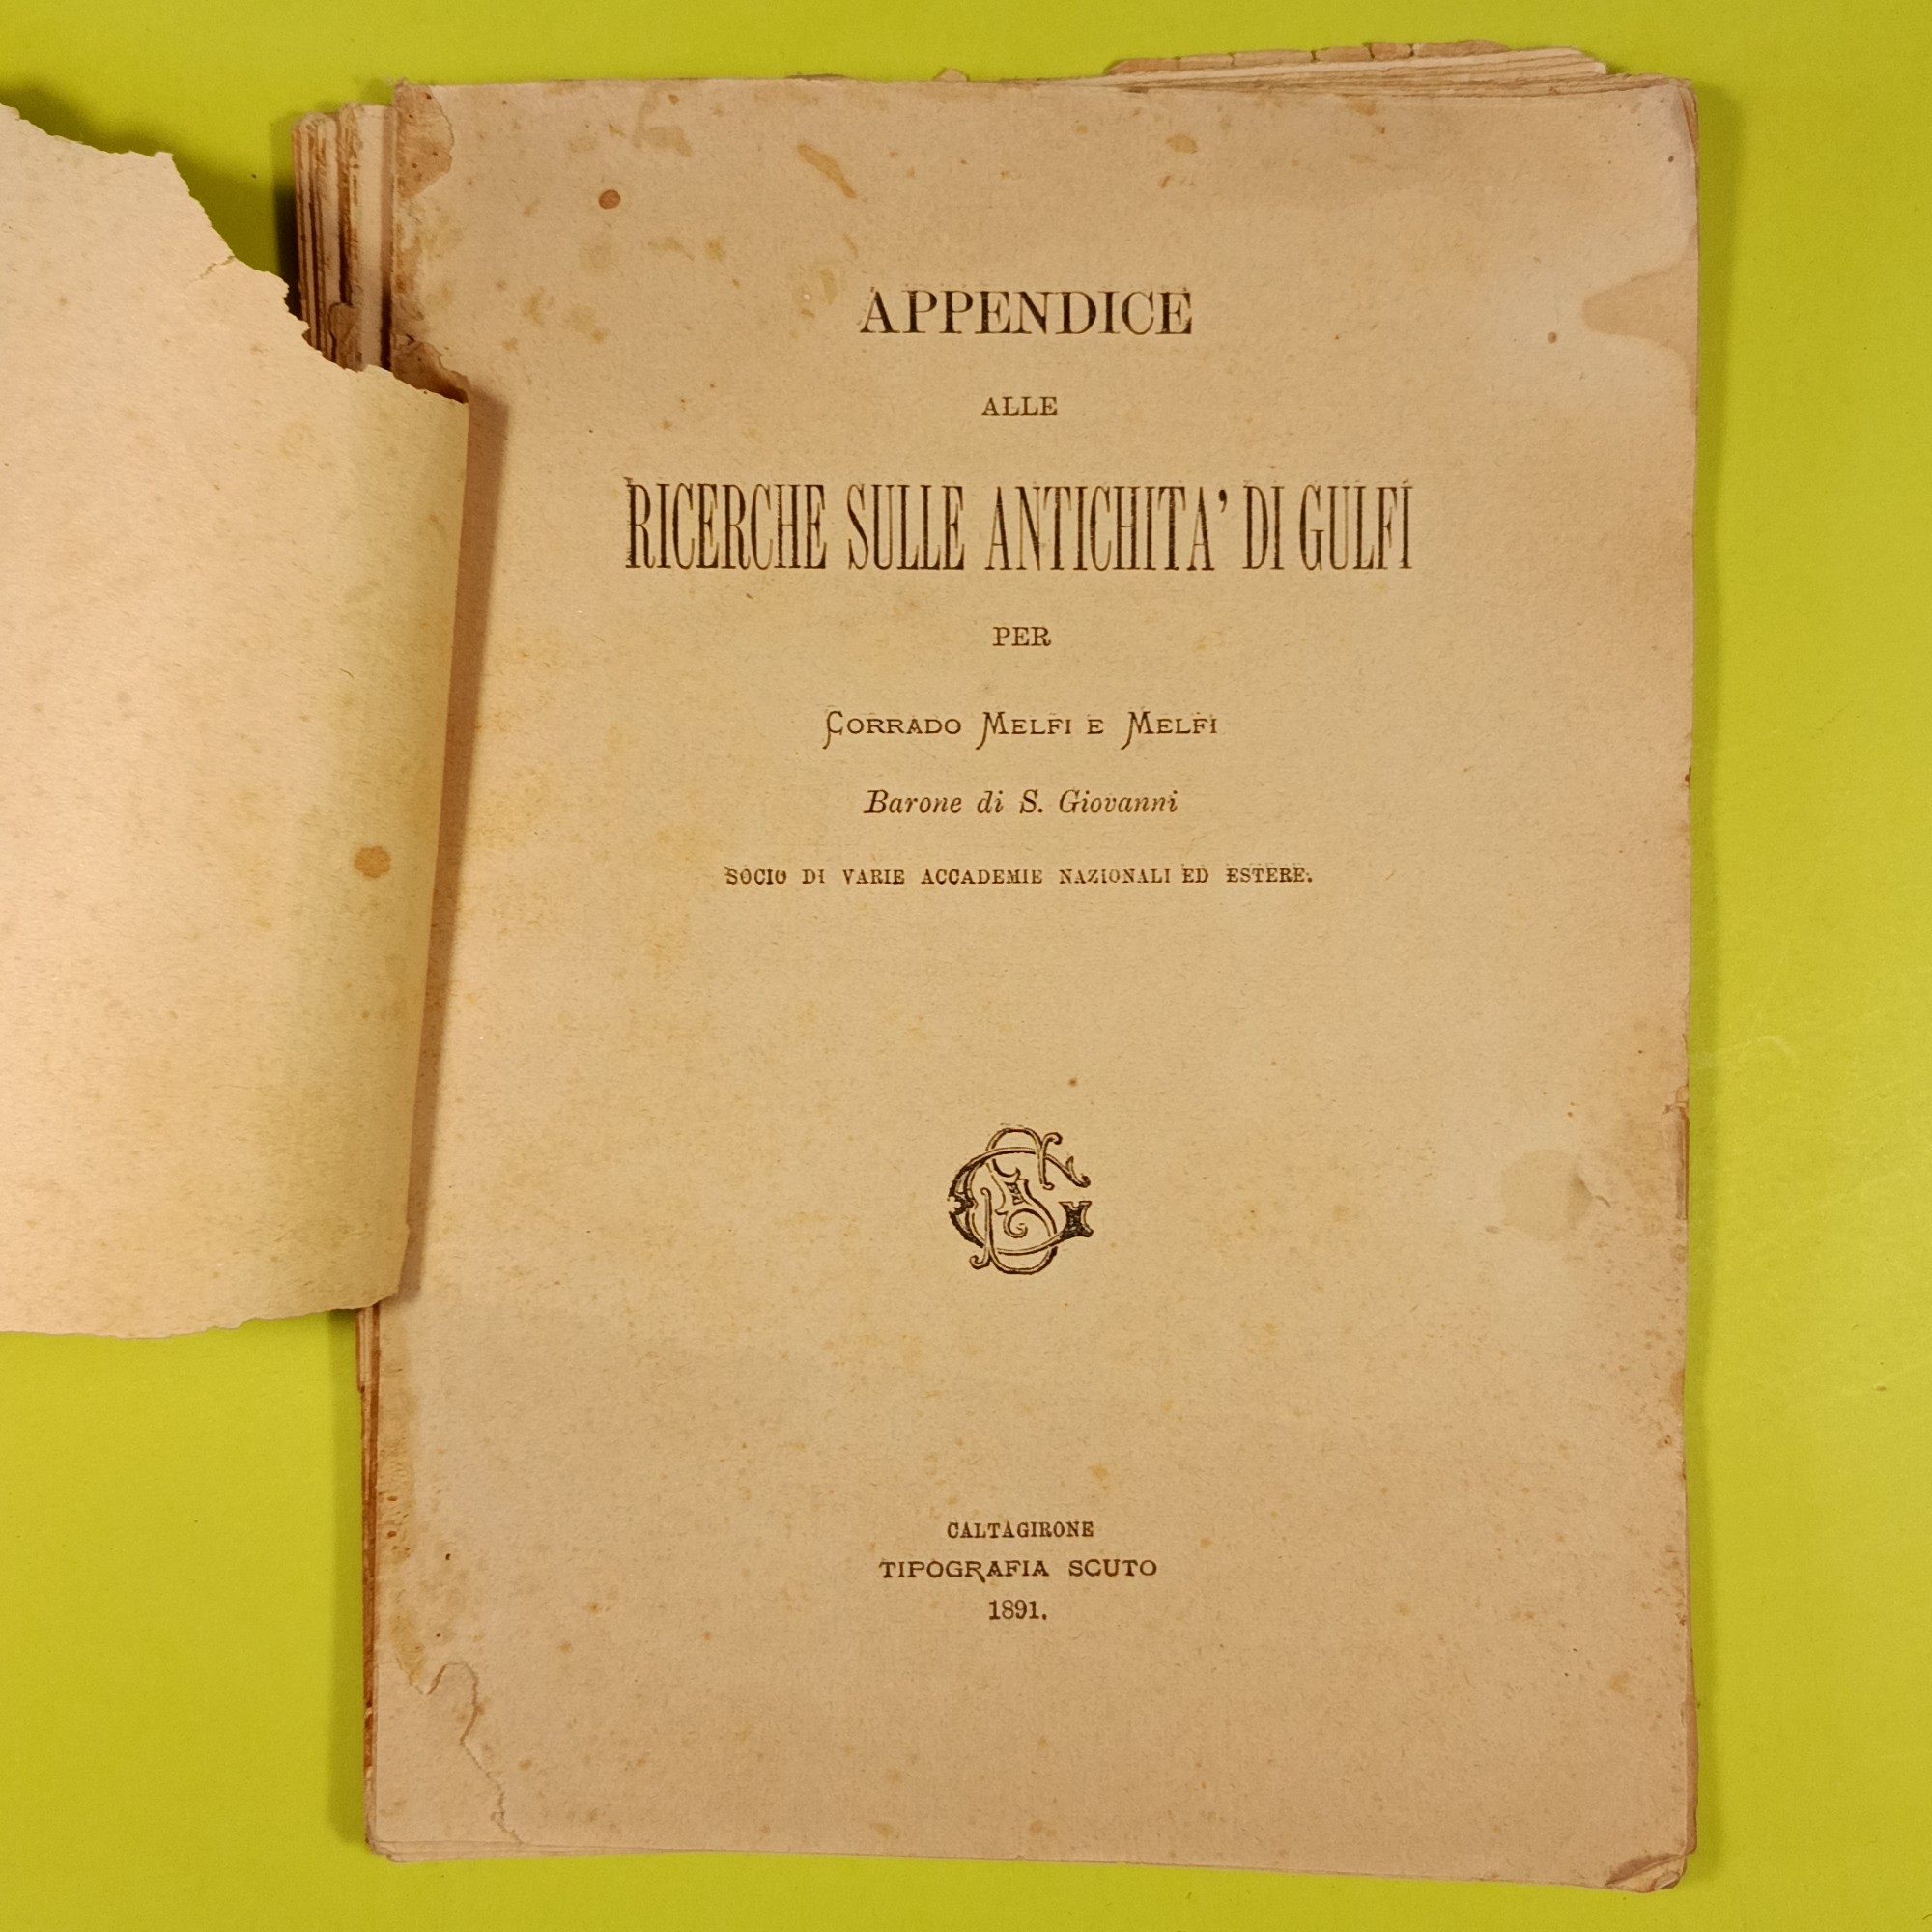 APPENDICE
ALLE
RICERCHE SULLE ANTICHITA' DI GULFI
PER
CORRADO MELFI E MELFI
Barone di S. Giovanni
SOCIO DI VARIE ACCADEMIE NAZIONALI ED ESTERE.
CALTAGIRONE
TIPOGRAFIA SCUTO
1891.